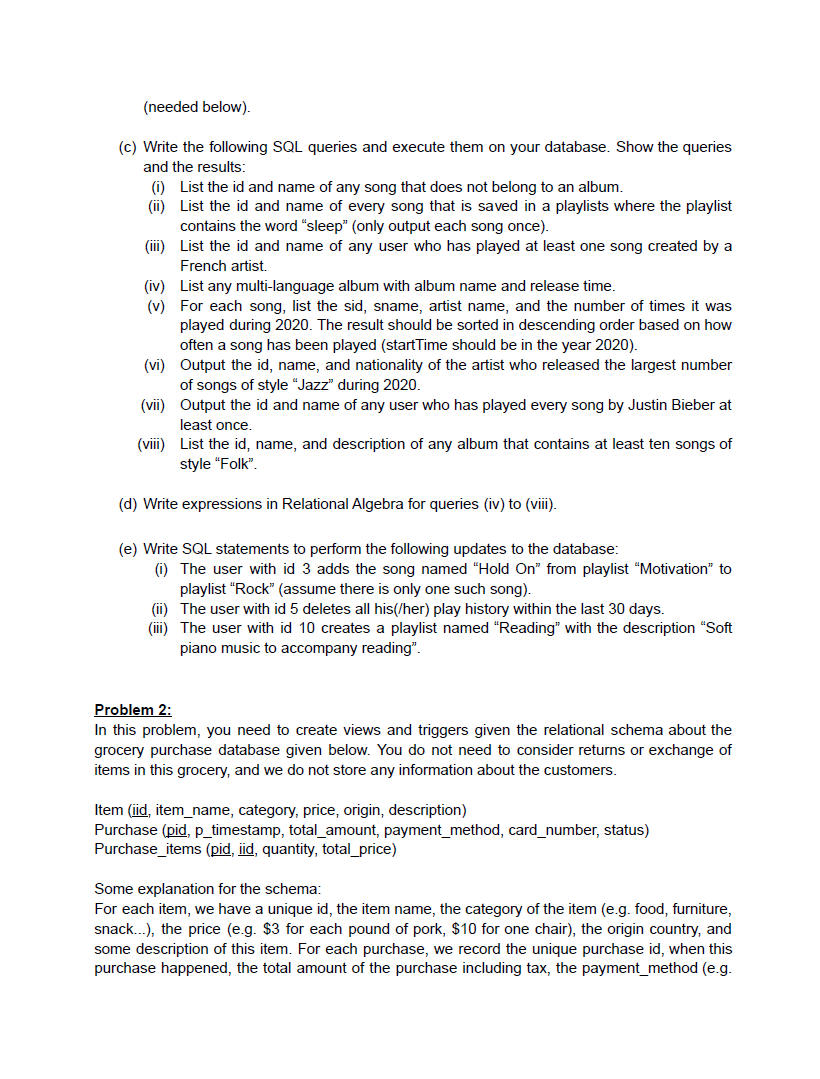 (needed below).
(c) Write the following SQL queries and execute them on your database. Show the queries
and the results:
(i) List the id and name of any song that does not belong to an album.
(ii) List the id and name of every song that is saved in a playlists where the playlist
contains the word “sleep” (only output each song once).
(iii) List the id and name of any user who has played at least one song created by a
French artist.
(iv) List any multi-language album with album name and release time.
(v) For each song, list the sid, sname, artist name, and the number of times it was
played during 2020. The result should be sorted in descending order based on how
often a song has been played (startTime should be in the year 2020).
(vi) Output the id, name, and nationality of the artist who released the largest number
of songs of style “Jazz” during 2020.
(vii) Output the id and name of any user who has played every song by Justin Bieber at
least once.
(viii) List the id, name, and description of any album that contains at least ten songs of
style “Folk”.
(d) Write expressions in Relational Algebra for queries (iv) to (viii).
(e) Write SQL statements to perform the following updates to the database:
(i) The user with id 3 adds the song named “Hold On” from playlist “Motivation” to
playlist “Rock” (assume there is only one such song).
(ii) The user with id 5 deletes all his(/her) play history within the last 30 days.
(iii) The user with id 10 creates a playlist named “Reading” with the description “Soft
piano music to accompany reading”.
Problem 2:
In this problem, you need to create views and triggers given the relational schema about the
grocery purchase database given below. You do not need to consider returns or exchange of
items in this grocery, and we do not store any information about the customers.
Item (iid, item_name, category, price, origin, description)
Purchase (pid, p_timestamp, total_amount, payment_method, card_number, status)
Purchase_items (pid, iid, quantity, total_price)
Some explanation for the schema:
For each item, we have a unique id, the item name, the category of the item (e.g. food, furniture,
snack...), the price (e.g. $3 for each pound of pork, $10 for one chair), the origin country, and
some description of this item. For each purchase, we record the unique purchase id, when this
purchase happened, the total amount of the purchase including tax, the payment_method (e.g.